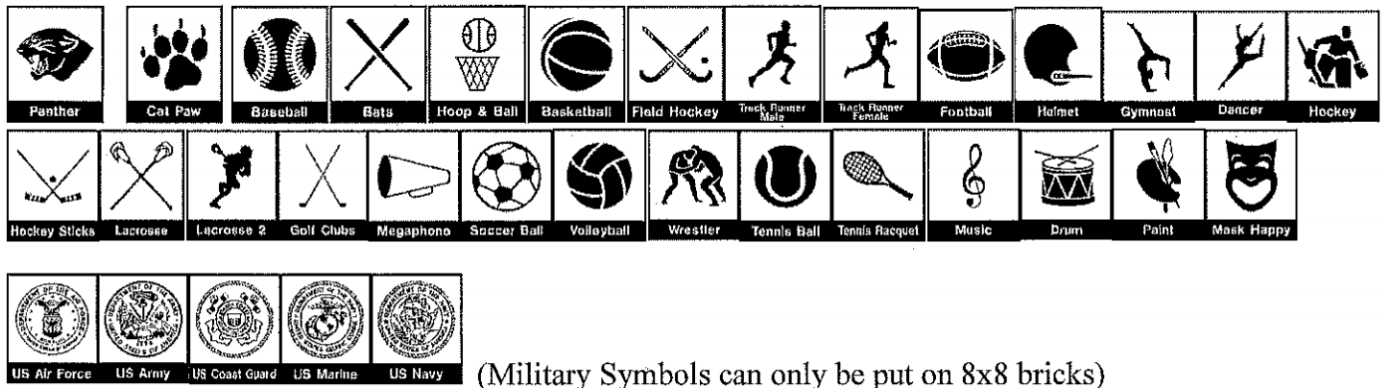 Panther Cat Paw Baseball Bats Hoop & Ball Basketball Field Hockey Track Runner Male Track Runner Female Football Helmet Gymnast Dancer Hockey
Hockey Sticks Lacrosse Lacrosse 2 Golf Clubs Megaphone Soccer Ball Volleyball Wrestler Tennis Ball Tennis Racquet Music Drum Paint Mask Happy
US Air Force US Army US Coast Guard US Marine US Navy (Military Symbols can only be put on 8x8 bricks)